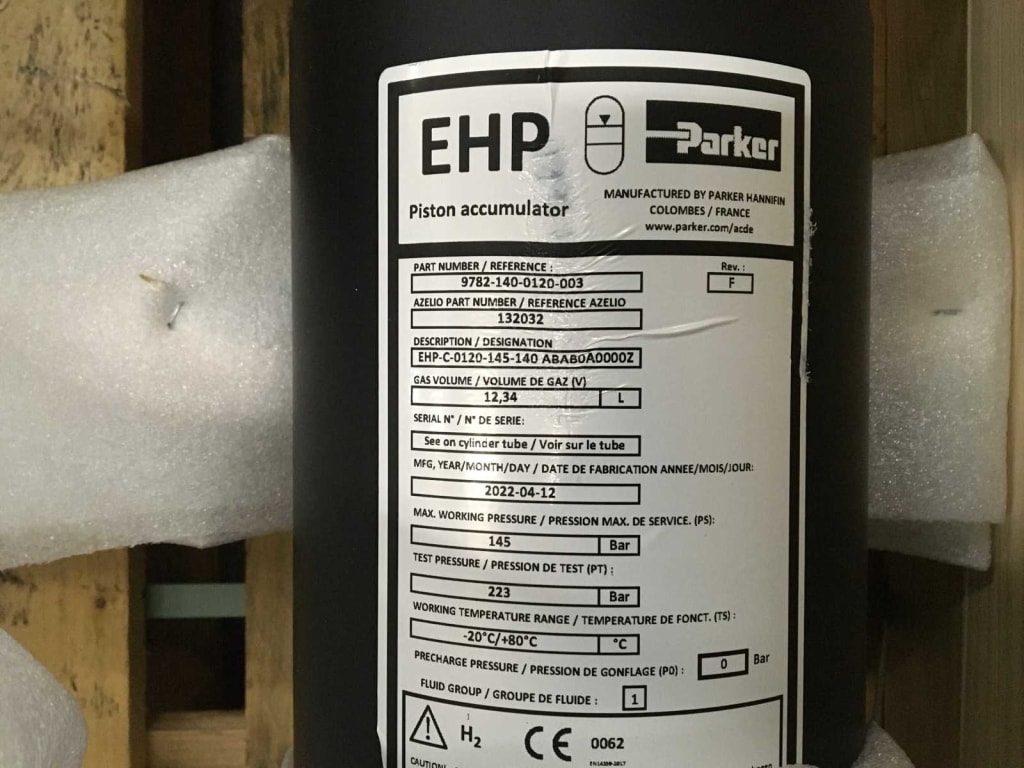 EHP
Parker
Piston accumulator
MANUFACTURED BY PARKER HANNIFIN
COLOMBES / FRANCE
www.parker.com/acde
PART NUMBER / REFERENCE :
9782-140-0120-003
Rev. :
F
AZELIO PART NUMBER / REFERENCE AZELIO
132032
DESCRIPTION / DESIGNATION
EHP-C-0120-145-140 ABAB0A0000Z
GAS VOLUME / VOLUME DE GAZ (V)
12,34 L
SERIAL N° / N° DE SERIE:
See on cylinder tube / Voir sur le tube
MFG, YEAR/MONTH/DAY / DATE DE FABRICATION ANNEE/MOIS/JOUR:
2022-04-12
MAX. WORKING PRESSURE / PRESSION MAX. DE SERVICE. (PS):
145 Bar
TEST PRESSURE / PRESSION DE TEST (PT) :
223 Bar
WORKING TEMPERATURE RANGE / TEMPERATURE DE FONCT. (TS) :
-20°C/+80°C °C
PRECHARGE PRESSURE / PRESSION DE GONFLAGE (P0) : 0 Bar
FLUID GROUP / GROUPE DE FLUIDE : 1
H2 CE 0062